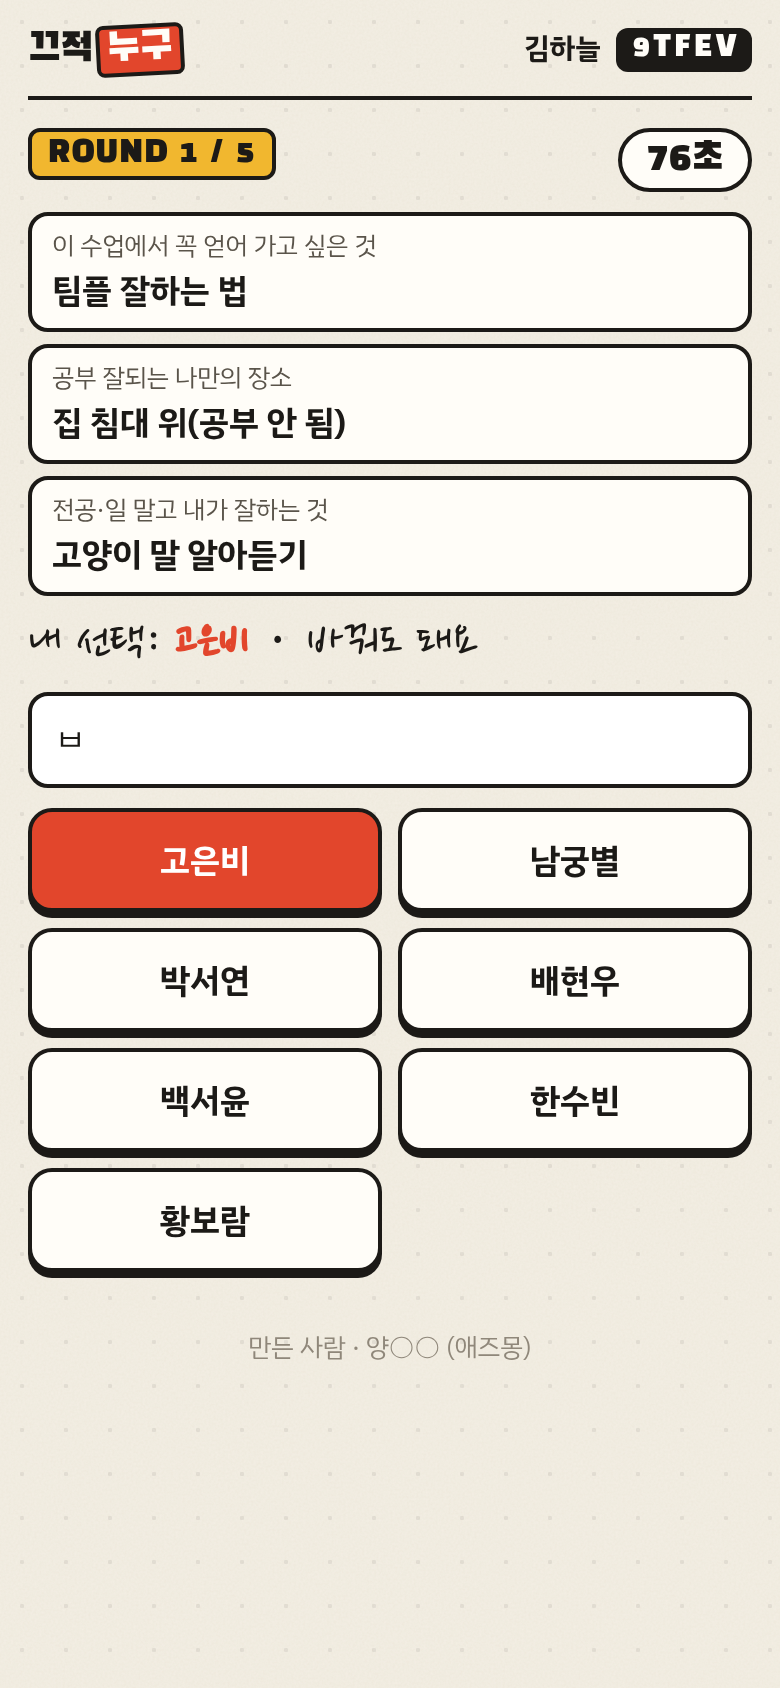 끄적 누구
김하늘 9TFEV
ROUND 1 / 5
76초
이 수업에서 꼭 얻어 가고 싶은 것
팀플 잘하는 법
공부 잘되는 나만의 장소
집 침대 위(공부 안 됨)
전공·일 말고 내가 잘하는 것
고양이 말 알아듣기
내 선택: 고은비 · 바꿔도 돼요
ㅂ
고은비
남궁별
박서연
배현우
백서윤
한수빈
황보람
만든 사람 · 양○○ (애즈몽)